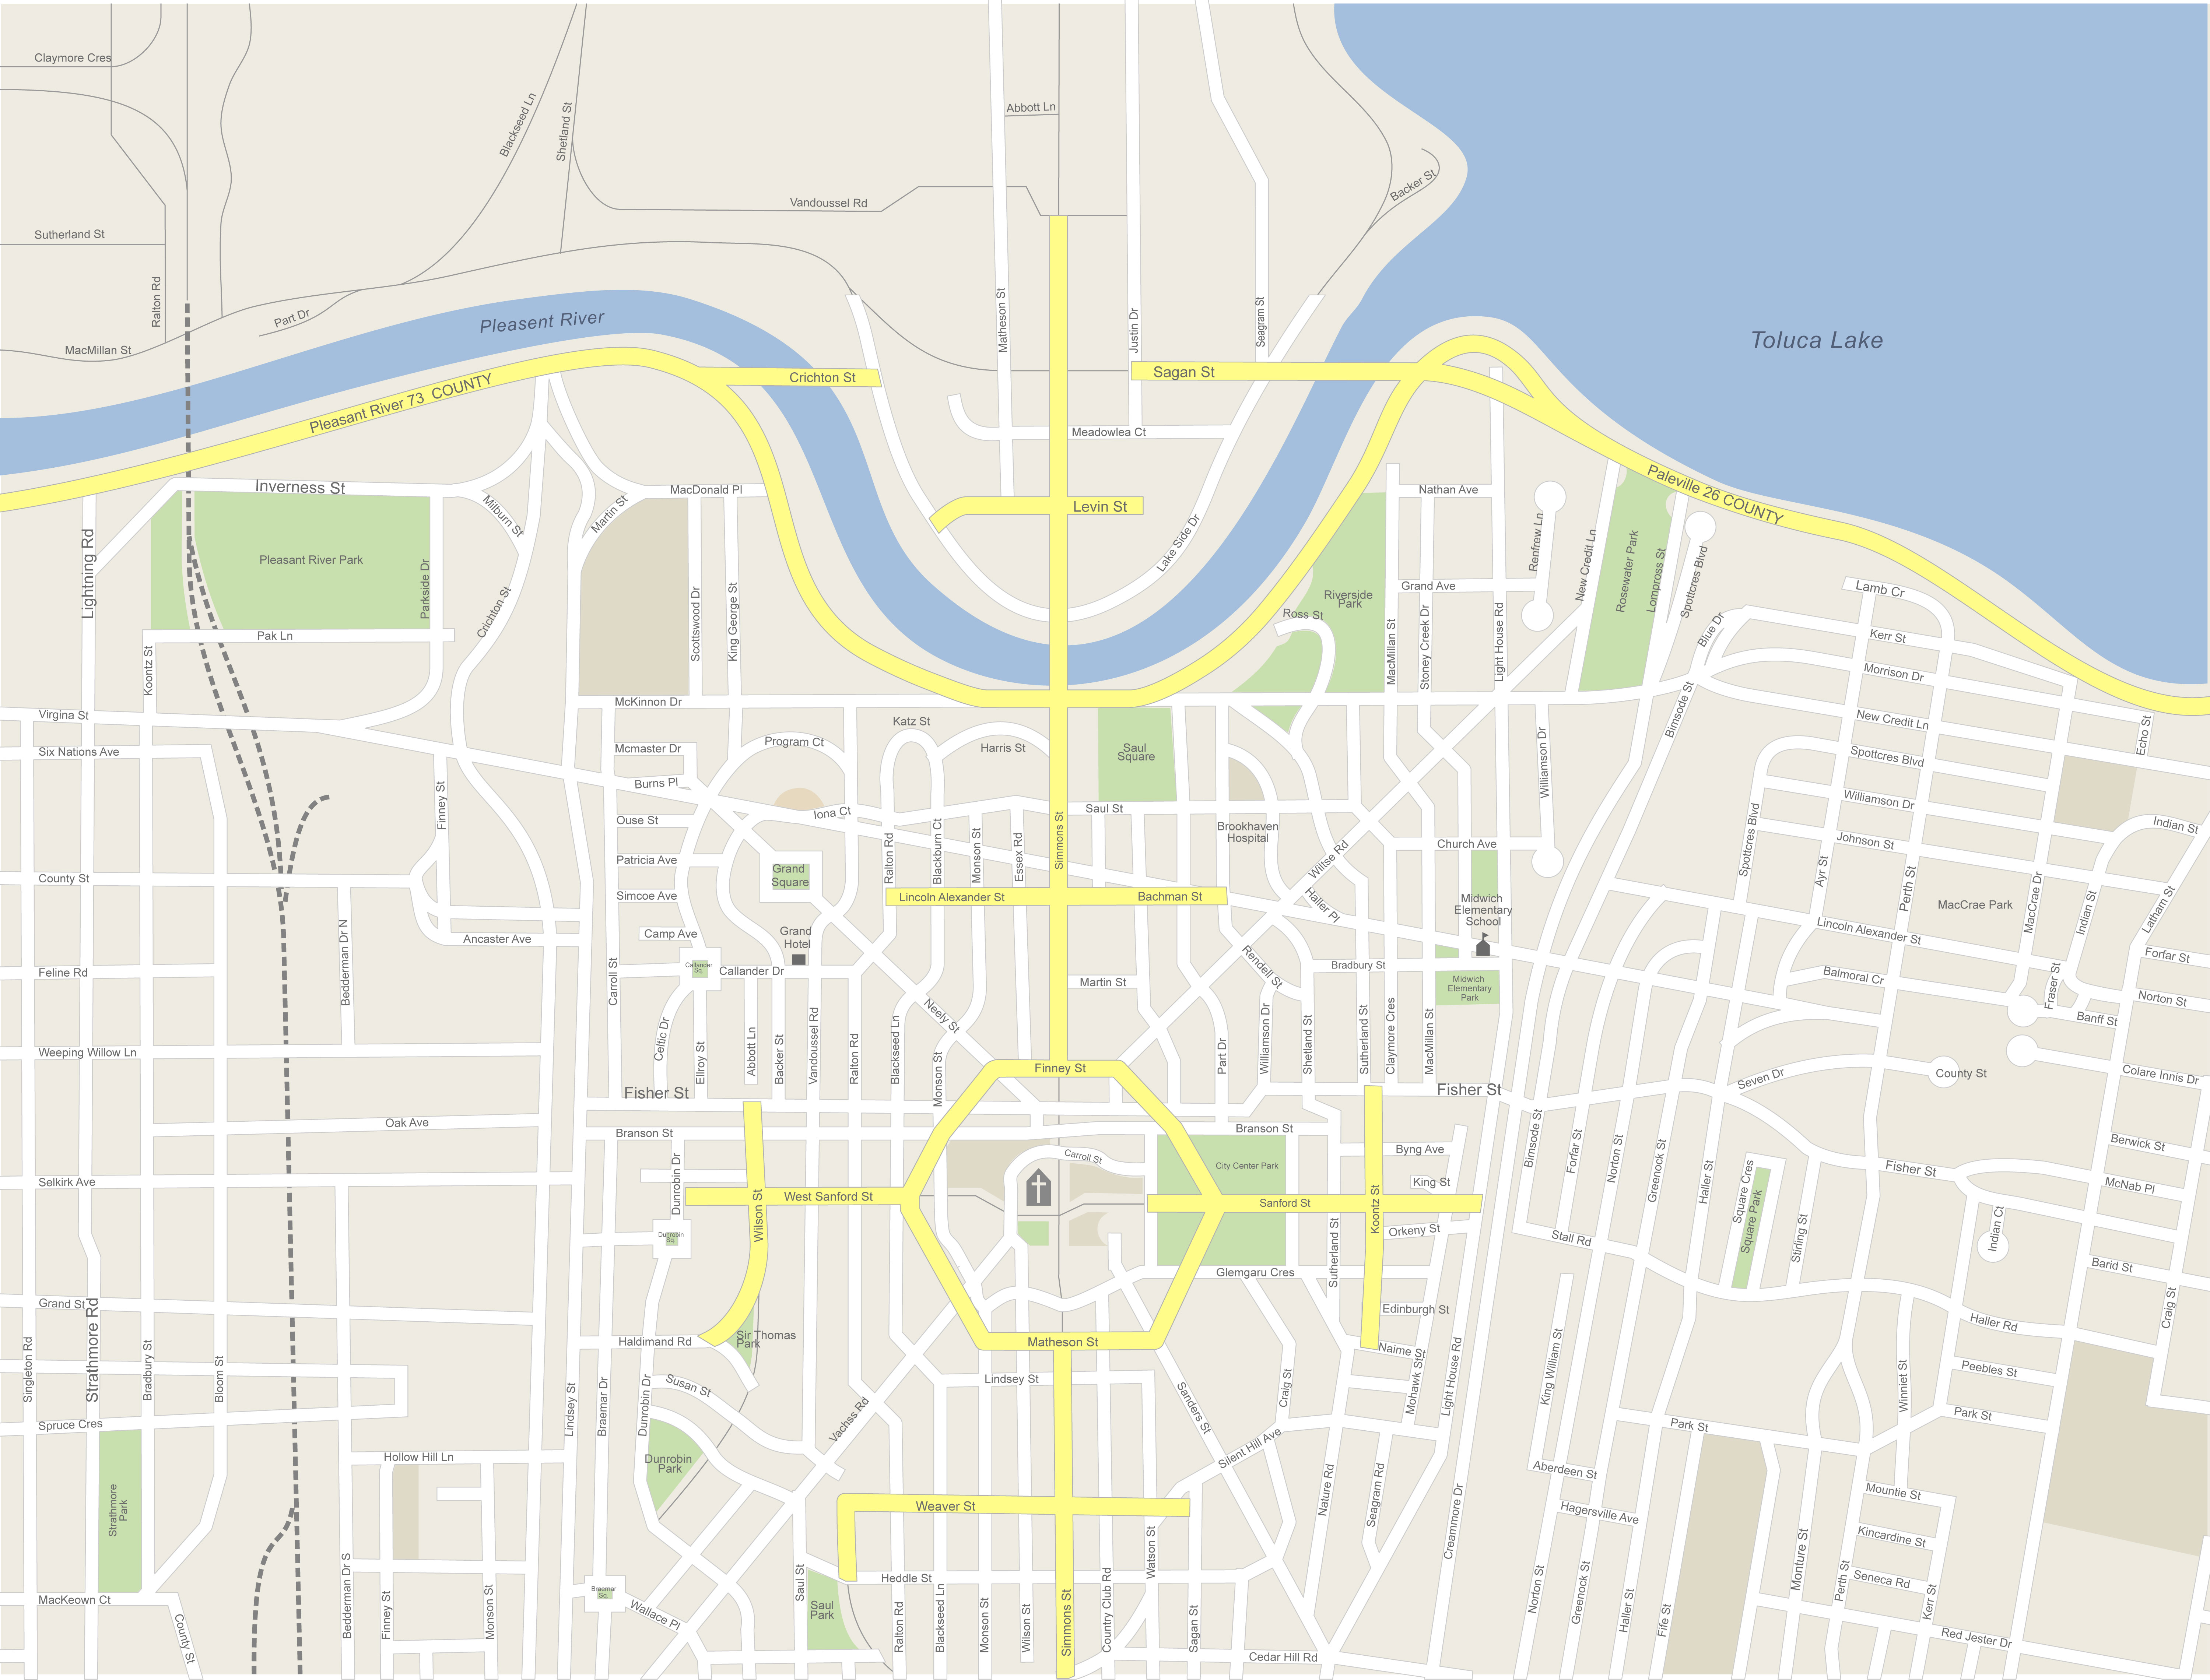 Claymore Cres
Blackseed Ln
Shetland St
Abbott Ln
Backer St
Vandoussel Rd
Sutherland St
Ralton Rd
Part Dr
MacMillan St
Pleasent River
Matheson St
Justin Dr
Seagram St
Toluca Lake
Crichton St
Sagan St
Pleasant River 73 COUNTY
Meadowlea Ct
Inverness St
Milburn St
Martin St
MacDonald Pl
Levin St
Lake Side Dr
Nathan Ave
Paleville 26 COUNTY
Lightning Rd
Pleasant River Park
Parkside Dr
Crichton St
Scottswood Dr
King George St
Riverside
Park
Ross St
MacMillan St
Stoney Creek Dr
Grand Ave
Light House Rd
Renfrew Ln
New Credit Ln
Rosewater Park
Lompross St
Spottcres Blvd
Blue Dr
Lamb Cr
Kerr St
Pak Ln
Koontz St
Morrison Dr
McKinnon Dr
Virgina St
Bimsode St
New Credit Ln
Echo St
Six Nations Ave
Mcmaster Dr
Program Ct
Katz St
Harris St
Saul
Square
Williamson Dr
Spottcres Blvd
Burns Pl
Iona Ct
Saul St
Williamson Dr
Finney St
Ouse St
Simmons St
Brookhaven
Hospital
Indian St
Johnson St
Spottcres Blvd
Church Ave
Wiltse Rd
Patricia Ave
Grand
Square
Ralton Rd
Blackburn Ct
Monson St
Essex Rd
Ayr St
Perth St
MacCrae Park
MacCrae Dr
Indian St
Latham St
County St
Simcoe Ave
Lincoln Alexander St
Bachman St
Haller Pl
Midwich
Elementary
School
Lincoln Alexander St
Camp Ave
Grand
Hotel
Ancaster Ave
Bedderman Dr N
Carroll St
Callander
Sq.
Callander Dr
Feline Rd
Rendell St
Bradbury St
Forfar St
Martin St
Midwich
Elementary
Park
Balmoral Cr
Fraser St
Norton St
Banff St
Neely St
Celtic Dr
Ellroy St
Abbott Ln
Backer St
Vandoussel Rd
Ralton Rd
Blackseed Ln
Monson St
Part Dr
Williamson Dr
Shetland St
Sutherland St
Claymore Cres
MacMillan St
Weeping Willow Ln
Finney St
Seven Dr
County St
Colare Innis Dr
Fisher St
Fisher St
Oak Ave
Branson St
Branson St
Byng Ave
Bimsode St
Forfar St
Norton St
Greenock St
Haller St
Berwick St
Carroll St
City Center Park
Fisher St
Selkirk Ave
Dunrobin Dr
Wilson St
West Sanford St
Sanford St
Koontz St
King St
Square Cres
Square Park
Stirling St
McNab Pl
Indian Ct
Dunrobin
Sq.
Orkeny St
Stall Rd
Sutherland St
Glemgaru Cres
Barid St
Grand St
Strathmore Rd
Edinburgh St
Craig St
Haldimand Rd
Sir Thomas
Park
Matheson St
Naime St
Haller Rd
Singleton Rd
Bradbury St
Bloom St
Lindsey St
Braemar Dr
Dunrobin Dr
Susan St
Lindsey St
Sanders St
Craig St
Mohawk St
Light House Rd
King William St
Peebles St
Winniet St
Spruce Cres
Vachss Rd
Park St
Park St
Silent Hill Ave
Hollow Hill Ln
Dunrobin
Park
Aberdeen St
Strathmore
Park
Weaver St
Nature Rd
Seagram Rd
Creammore Dr
Hagersville Ave
Mountie St
Kincardine St
Seneca Rd
Heddle St
Watson St
Monture St
Perth St
Kerr St
Braemar
Sq.
Wallace Pl
Saul St
Saul
Park
MacKeown Ct
County St
Bedderman Dr S
Finney St
Monson St
Ralton Rd
Blackseed Ln
Monson St
Wilson St
Simmons St
Country Club Rd
Sagan St
Norton St
Greenock St
Haller St
Fife St
Red Jester Dr
Cedar Hill Rd